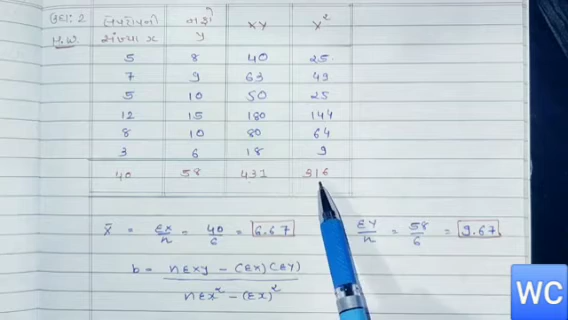 ઉદા: 2 સપ્લાયની નફો xy x²
H.W. સંખ્યા x y
5 8 40 25
7 9 63 49
5 10 50 25
12 15 180 144
8 10 80 64
3 6 18 9
40 58 431 316
x̄ = Σx/n = 40/6 = 6.67 Σy/n = 58/6 = 9.67
b = nΣxy - (Σx)(Σy) / nΣx² - (Σx)²
WC